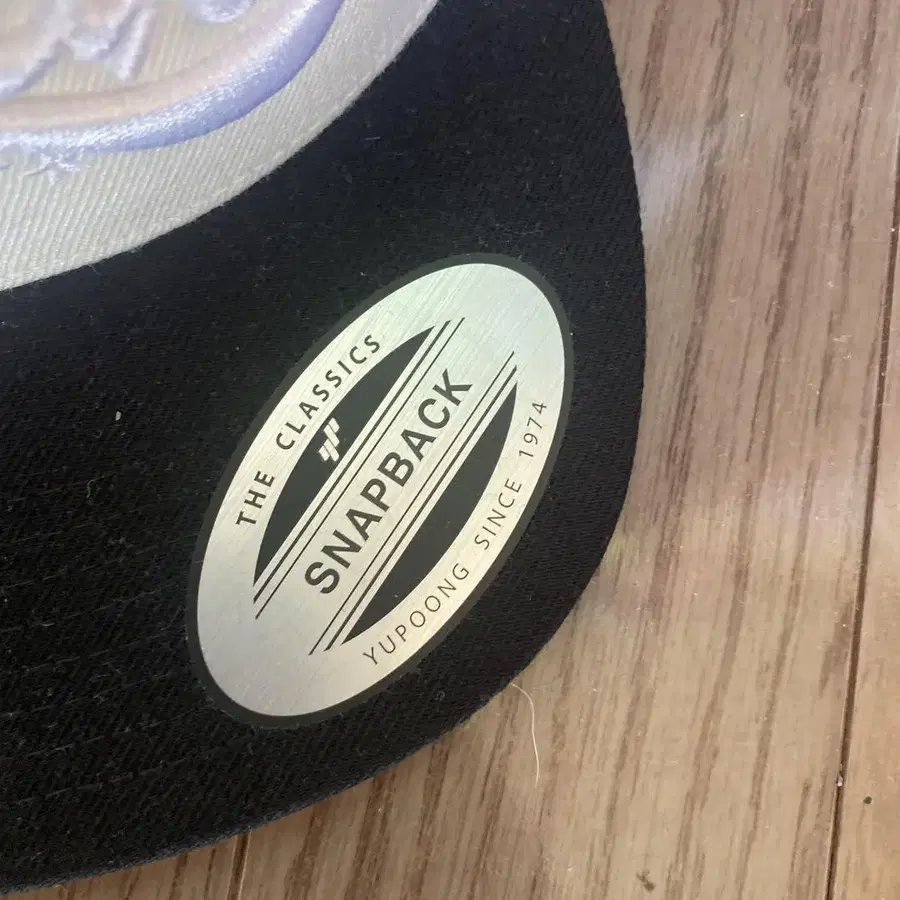 THE CLASSICS
SNAPBACK
YUPOONG SINCE 1974